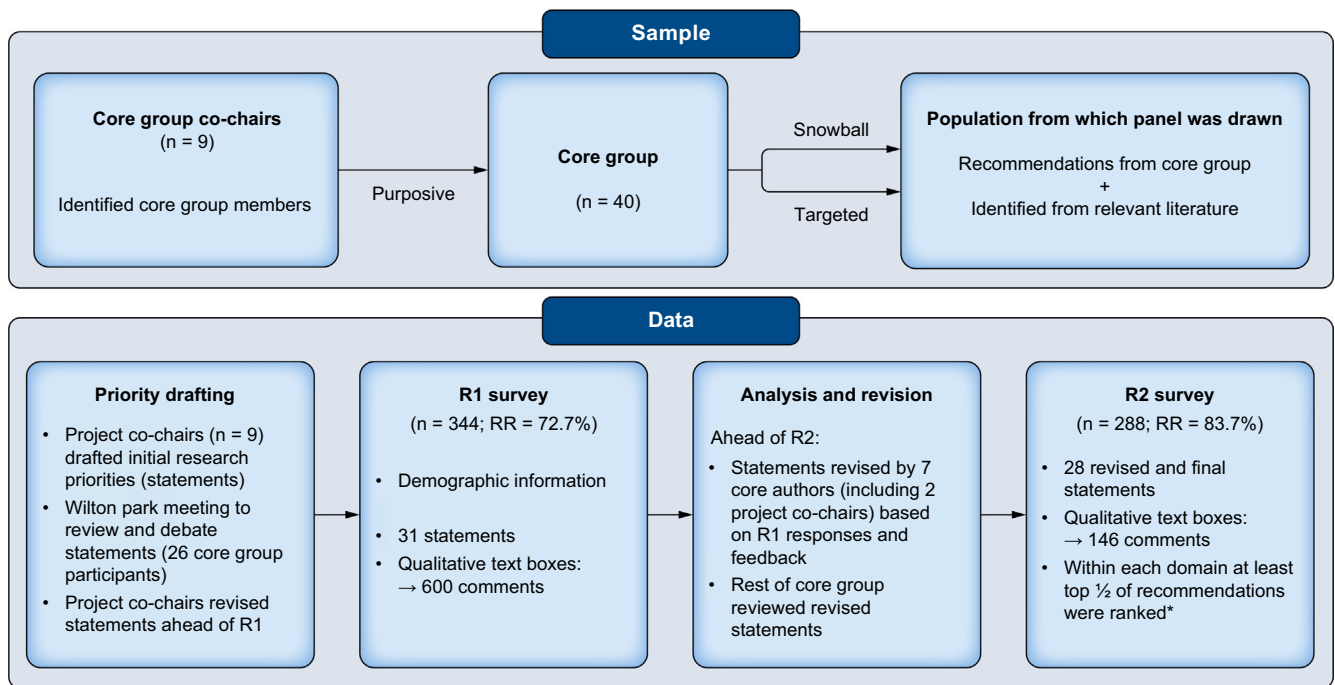 Sample
Core group co-chairs
(n = 9)
Identified core group members
Purposive
Core group
(n = 40)
Snowball
Targeted
Population from which panel was drawn
Recommendations from core group
+
Identified from relevant literature
Data
Priority drafting
• Project co-chairs (n = 9)
drafted initial research
priorities (statements)
• Wilton park meeting to
review and debate
statements (26 core group
participants)
• Project co-chairs revised
statements ahead of R1
R1 survey
(n = 344; RR = 72.7%)
• Demographic information
• 31 statements
• Qualitative text boxes:
→ 600 comments
Analysis and revision
Ahead of R2:
• Statements revised by 7
core authors (including 2
project co-chairs) based
on R1 responses and
feedback
• Rest of core group
reviewed revised
statements
R2 survey
(n = 288; RR = 83.7%)
• 28 revised and final
statements
• Qualitative text boxes:
→ 146 comments
• Within each domain at least
top ½ of recommendations
were ranked*